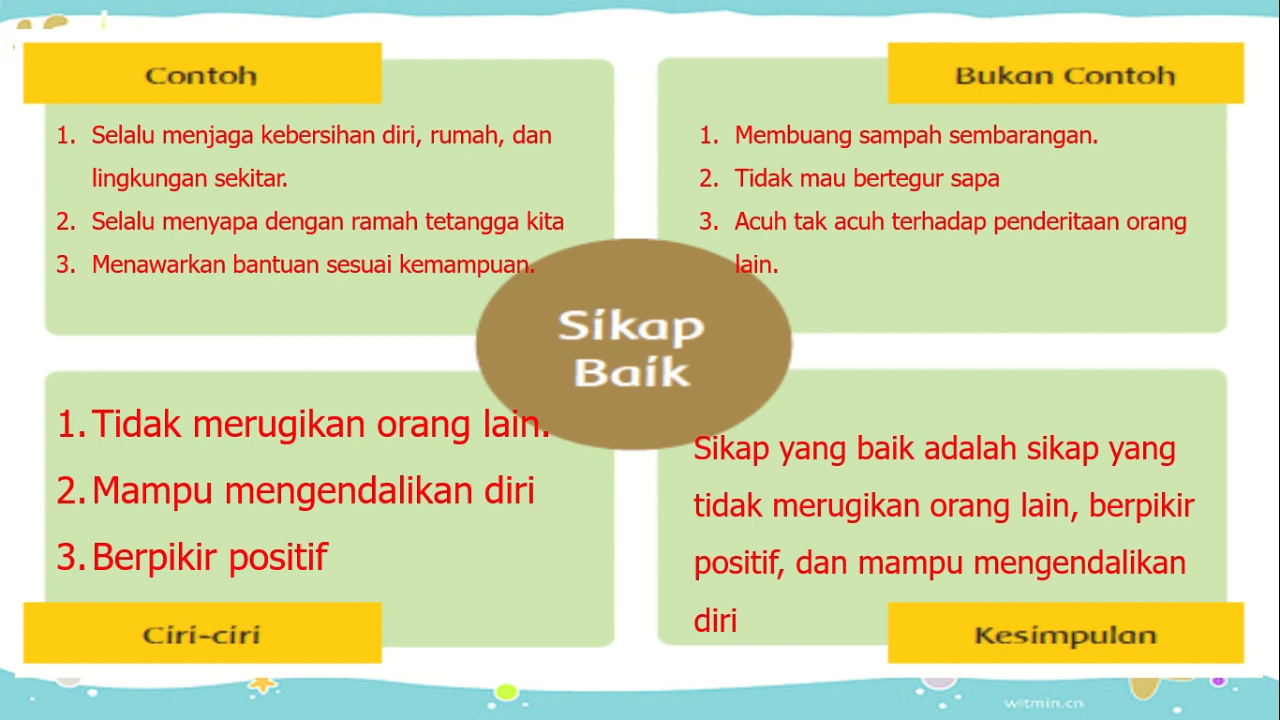 Contoh
1. Selalu menjaga kebersihan diri, rumah, dan
lingkungan sekitar.
2. Selalu menyapa dengan ramah tetangga kita
3. Menawarkan bantuan sesuai kemampuan.
Bukan Contoh
1. Membuang sampah sembarangan.
2. Tidak mau bertegur sapa
3. Acuh tak acuh terhadap penderitaan orang
lain.
Sikap
Baik
1. Tidak merugikan orang lain.
2. Mampu mengendalikan diri
3. Berpikir positif
Ciri-ciri
Sikap yang baik adalah sikap yang
tidak merugikan orang lain, berpikir
positif, dan mampu mengendalikan
diri
Kesimpulan
witmin.cn